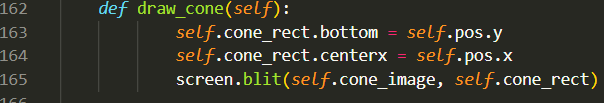 162 def draw_cone(self):
163 self.cone_rect.bottom = self.pos.y
164 self.cone_rect.centerx = self.pos.x
165 screen.blit(self.cone_image, self.cone_rect)
166